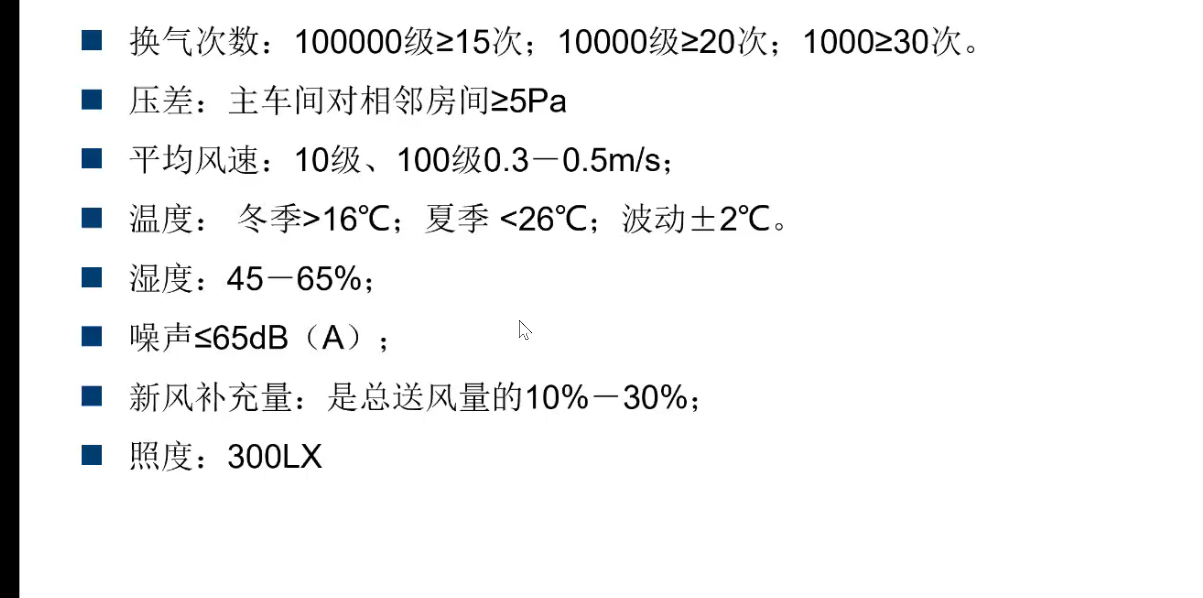 换气次数：100000级≥15次；10000级≥20次；1000≥30次。
压差：主车间对相邻房间≥5Pa
平均风速：10级、100级0.3－0.5m/s；
温度： 冬季>16℃；夏季 <26℃；波动±2℃。
湿度：45－65%；
噪声≤65dB（A）；
新风补充量：是总送风量的10%－30%；
照度：300LX